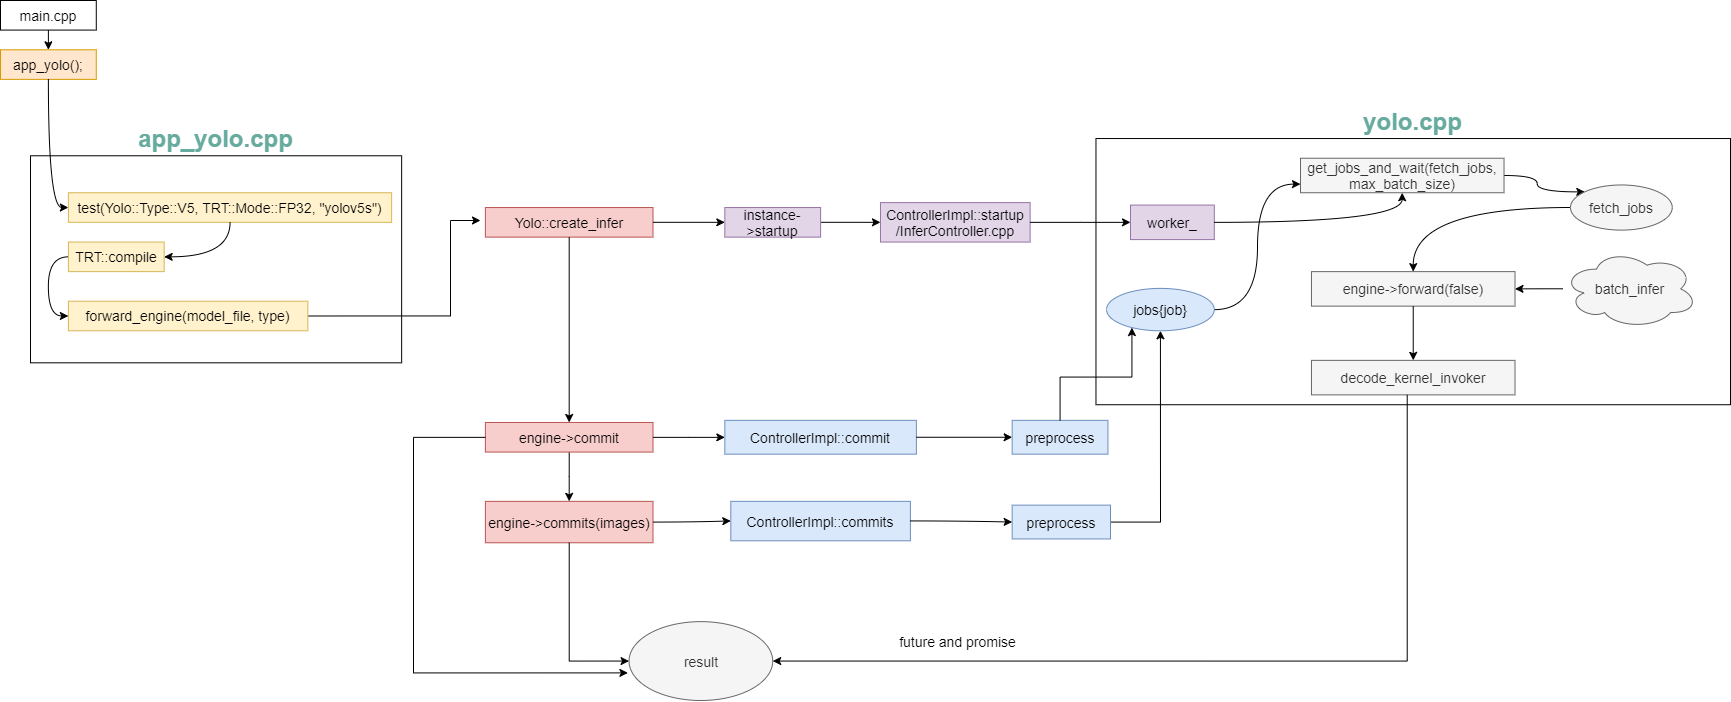 main.cpp
app_yolo();
app_yolo.cpp
test(Yolo::Type::V5, TRT::Mode::FP32, "yolov5s")
TRT::compile
forward_engine(model_file, type)
Yolo::create_infer
instance-
>startup
ControllerImpl::startup
/InferController.cpp
yolo.cpp
worker_
get_jobs_and_wait(fetch_jobs,
max_batch_size)
fetch_jobs
engine->forward(false)
batch_infer
jobs{job}
decode_kernel_invoker
engine->commit
ControllerImpl::commit
preprocess
engine->commits(images)
ControllerImpl::commits
preprocess
future and promise
result